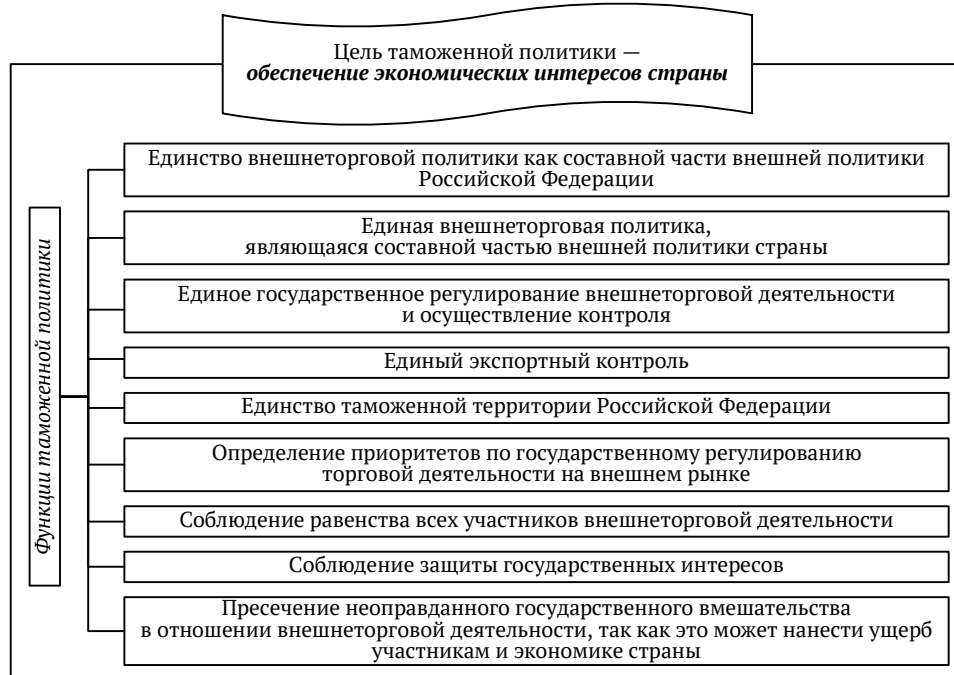 Цель таможенной политики —
обеспечение экономических интересов страны
Функции таможенной политики
Единство внешнеторговой политики как составной части внешней политики
Российской Федерации
Единая внешнеторговая политика,
являющаяся составной частью внешней политики страны
Единое государственное регулирование внешнеторговой деятельности
и осуществление контроля
Единый экспортный контроль
Единство таможенной территории Российской Федерации
Определение приоритетов по государственному регулированию
торговой деятельности на внешнем рынке
Соблюдение равенства всех участников внешнеторговой деятельности
Соблюдение защиты государственных интересов
Пресечение неоправданного государственного вмешательства
в отношении внешнеторговой деятельности, так как это может нанести ущерб
участникам и экономике страны